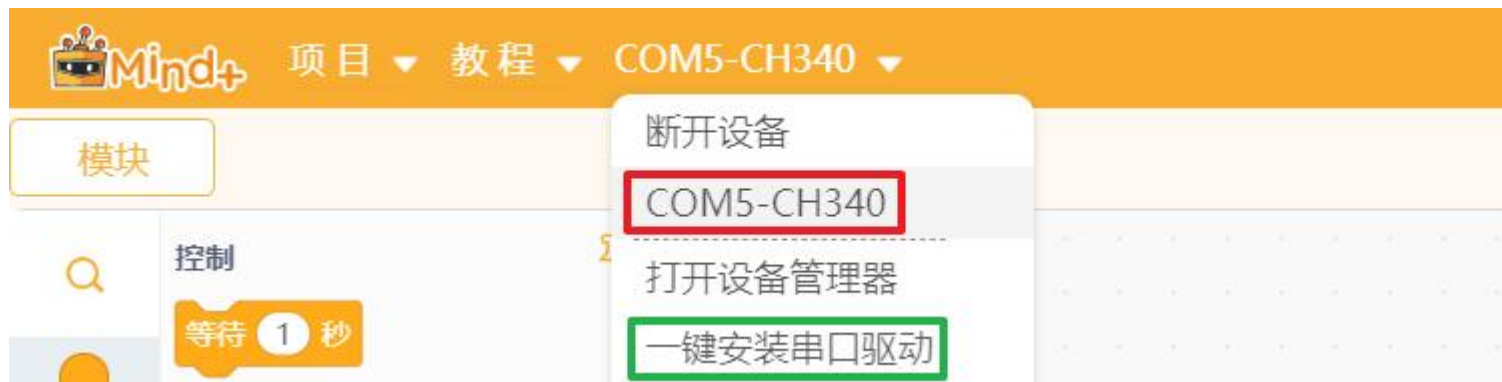 Mind+ 项目 教程 COM5-CH340
模块
断开设备
COM5-CH340
控制
打开设备管理器
等待 1 秒
一键安装串口驱动